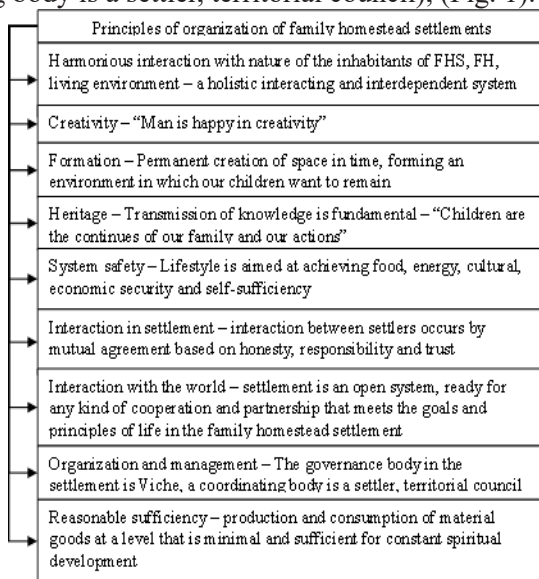 g body is a settler, territorial council), (Fig. 1).
Principles of organization of family homestead settlements
Harmonious interaction with nature of the inhabitants of FHS, FH,
living environment – a holistic interacting and interdependent system
Creativity – “Man is happy in creativity”
Formation – Permanent creation of space in time, forming an
environment in which our children want to remain
Heritage – Transmission of knowledge is fundamental – “Children are
the continues of our family and our actions”
System safety – Lifestyle is aimed at achieving food, energy, cultural,
economic security and self-sufficiency
Interaction in settlement – interaction between settlers occurs by
mutual agreement based on honesty, responsibility and trust
Interaction with the world – settlement is an open system, ready for
any kind of cooperation and partnership that meets the goals and
principles of life in the family homestead settlement
Organization and management – The governance body in the
settlement is Viche, a coordinating body is a settler, territorial council
Reasonable sufficiency – production and consumption of material
goods at a level that is minimal and sufficient for constant spiritual
development